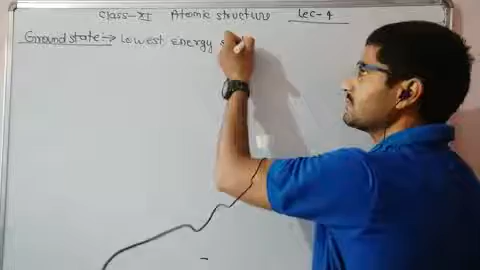 Class-XI Atomic structure Lec-4
Ground state → Lowest energy